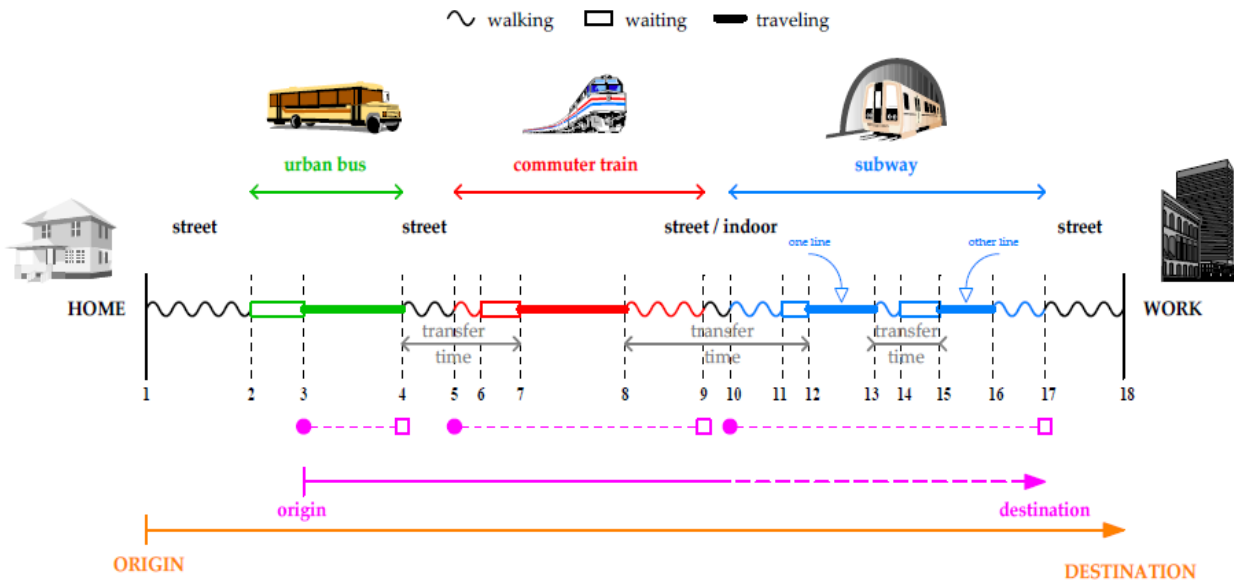 walking waiting traveling
urban bus commuter train subway
street street street / indoor street
one line other line
HOME WORK
transfer time transfer time transfer time
1 2 3 4 5 6 7 8 9 10 11 12 13 14 15 16 17 18
origin destination
ORIGIN DESTINATION